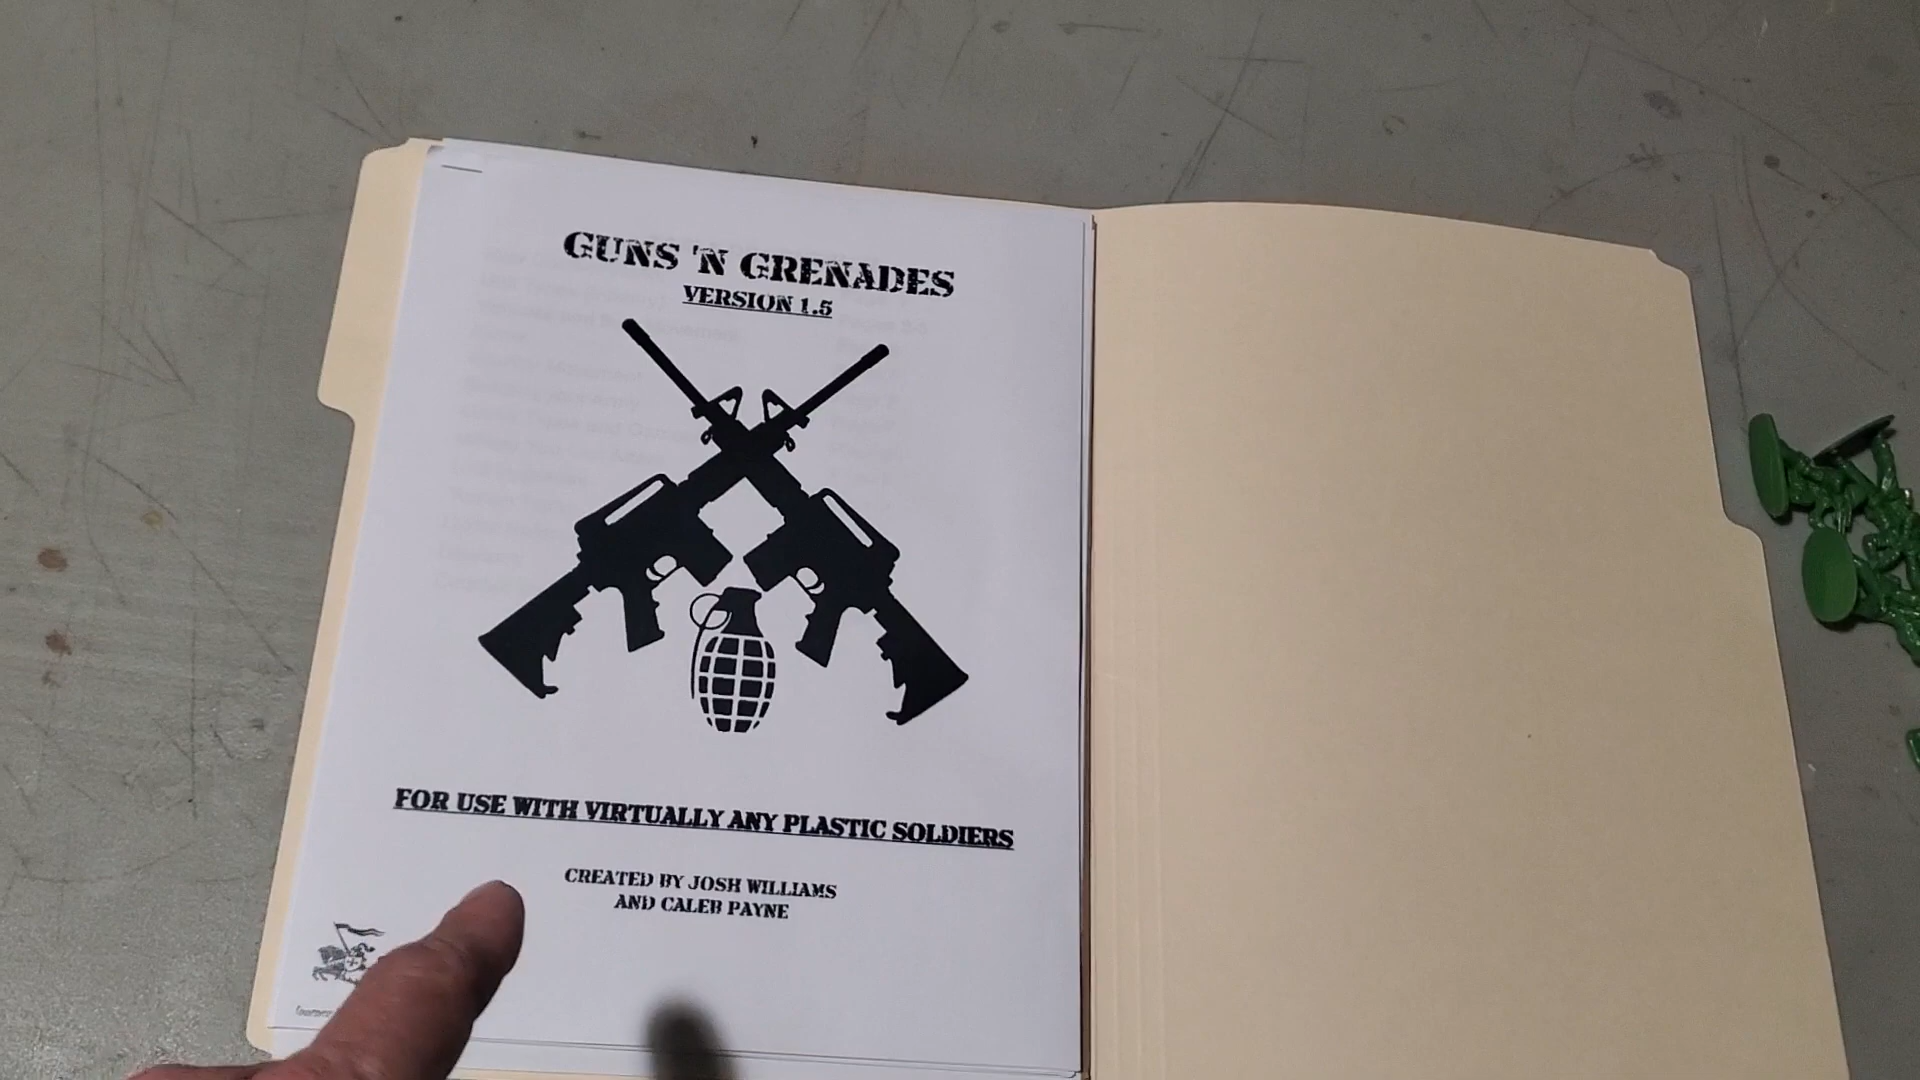 GUNS 'N GRENADES
VERSION 1.5
FOR USE WITH VIRTUALLY ANY PLASTIC SOLDIERS
CREATED BY JOSH WILLIAMS
AND CALEB PAYNE